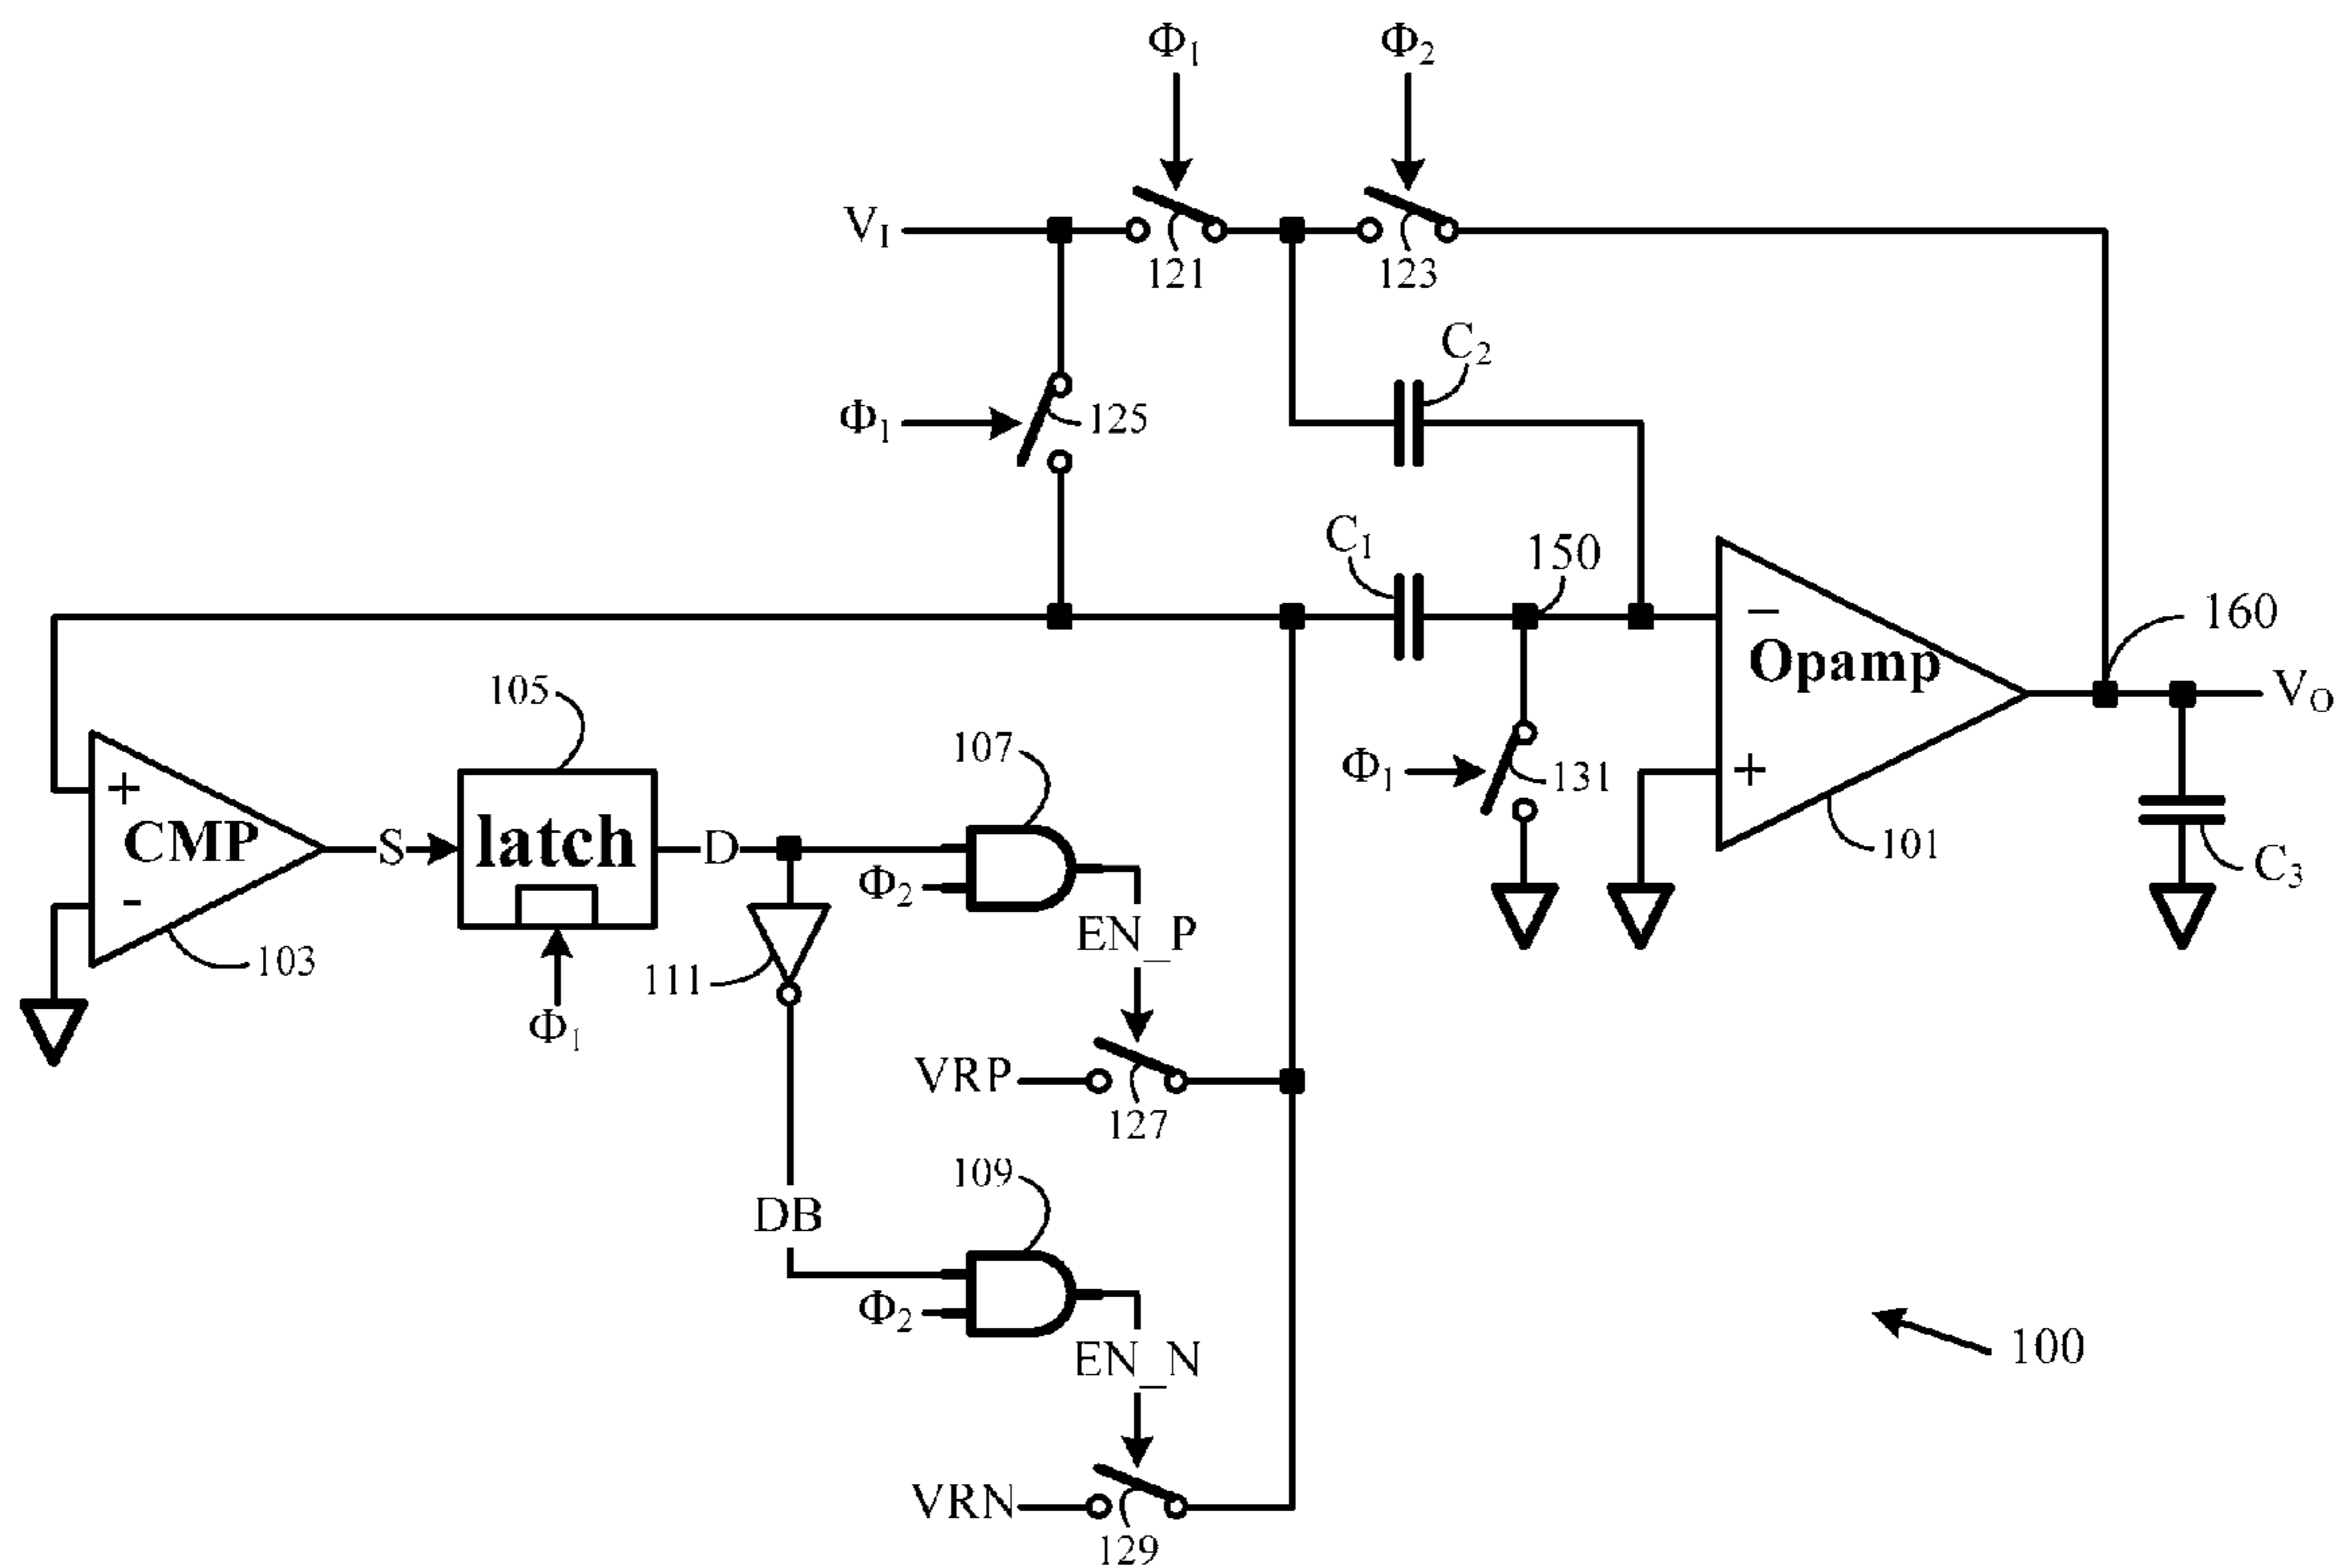 Φ1
Φ2
VI
121
123
C2
Φ1
125
C1
150
160
−
Opamp
VO
105
107
Φ1
131
+
+
CMP
S
latch
D
Φ2
101
C3
-
103
111
EN_P
Φ1
VRP
127
109
DB
Φ2
EN_N
100
VRN
129